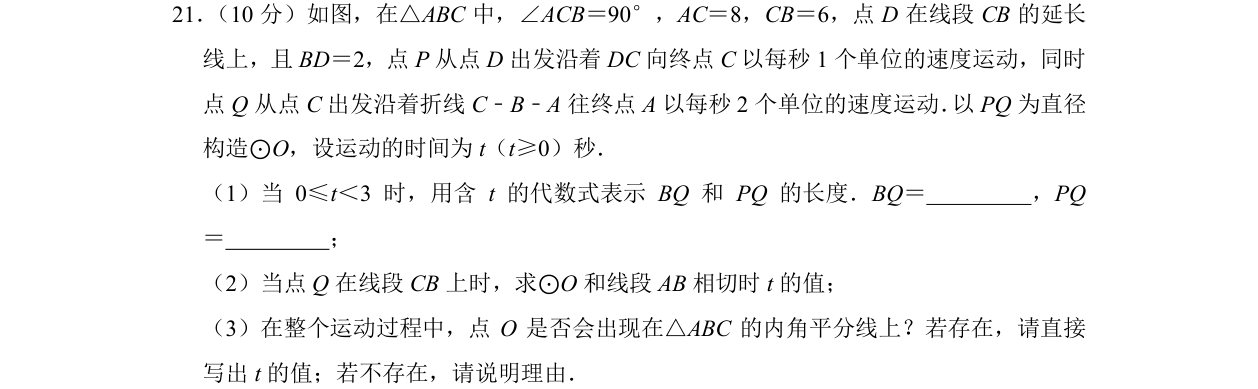 21.(10 分)如图，在△ABC 中，∠ACB＝90°，AC＝8，CB＝6，点 D 在线段 CB 的延长
线上，且 BD＝2，点 P 从点 D 出发沿着 DC 向终点 C 以每秒 1 个单位的速度运动，同时
点 Q 从点 C 出发沿着折线 C﹣B﹣A 往终点 A 以每秒 2 个单位的速度运动．以 PQ 为直径
构造⊙O，设运动的时间为 t（t≥0）秒．
（1）当 0≤t＜3 时，用含 t 的代数式表示 BQ 和 PQ 的长度．BQ＝_________，PQ
＝_________；
（2）当点 Q 在线段 CB 上时，求⊙O 和线段 AB 相切时 t 的值；
（3）在整个运动过程中，点 O 是否会出现在△ABC 的内角平分线上？若存在，请直接
写出 t 的值；若不存在，请说明理由．